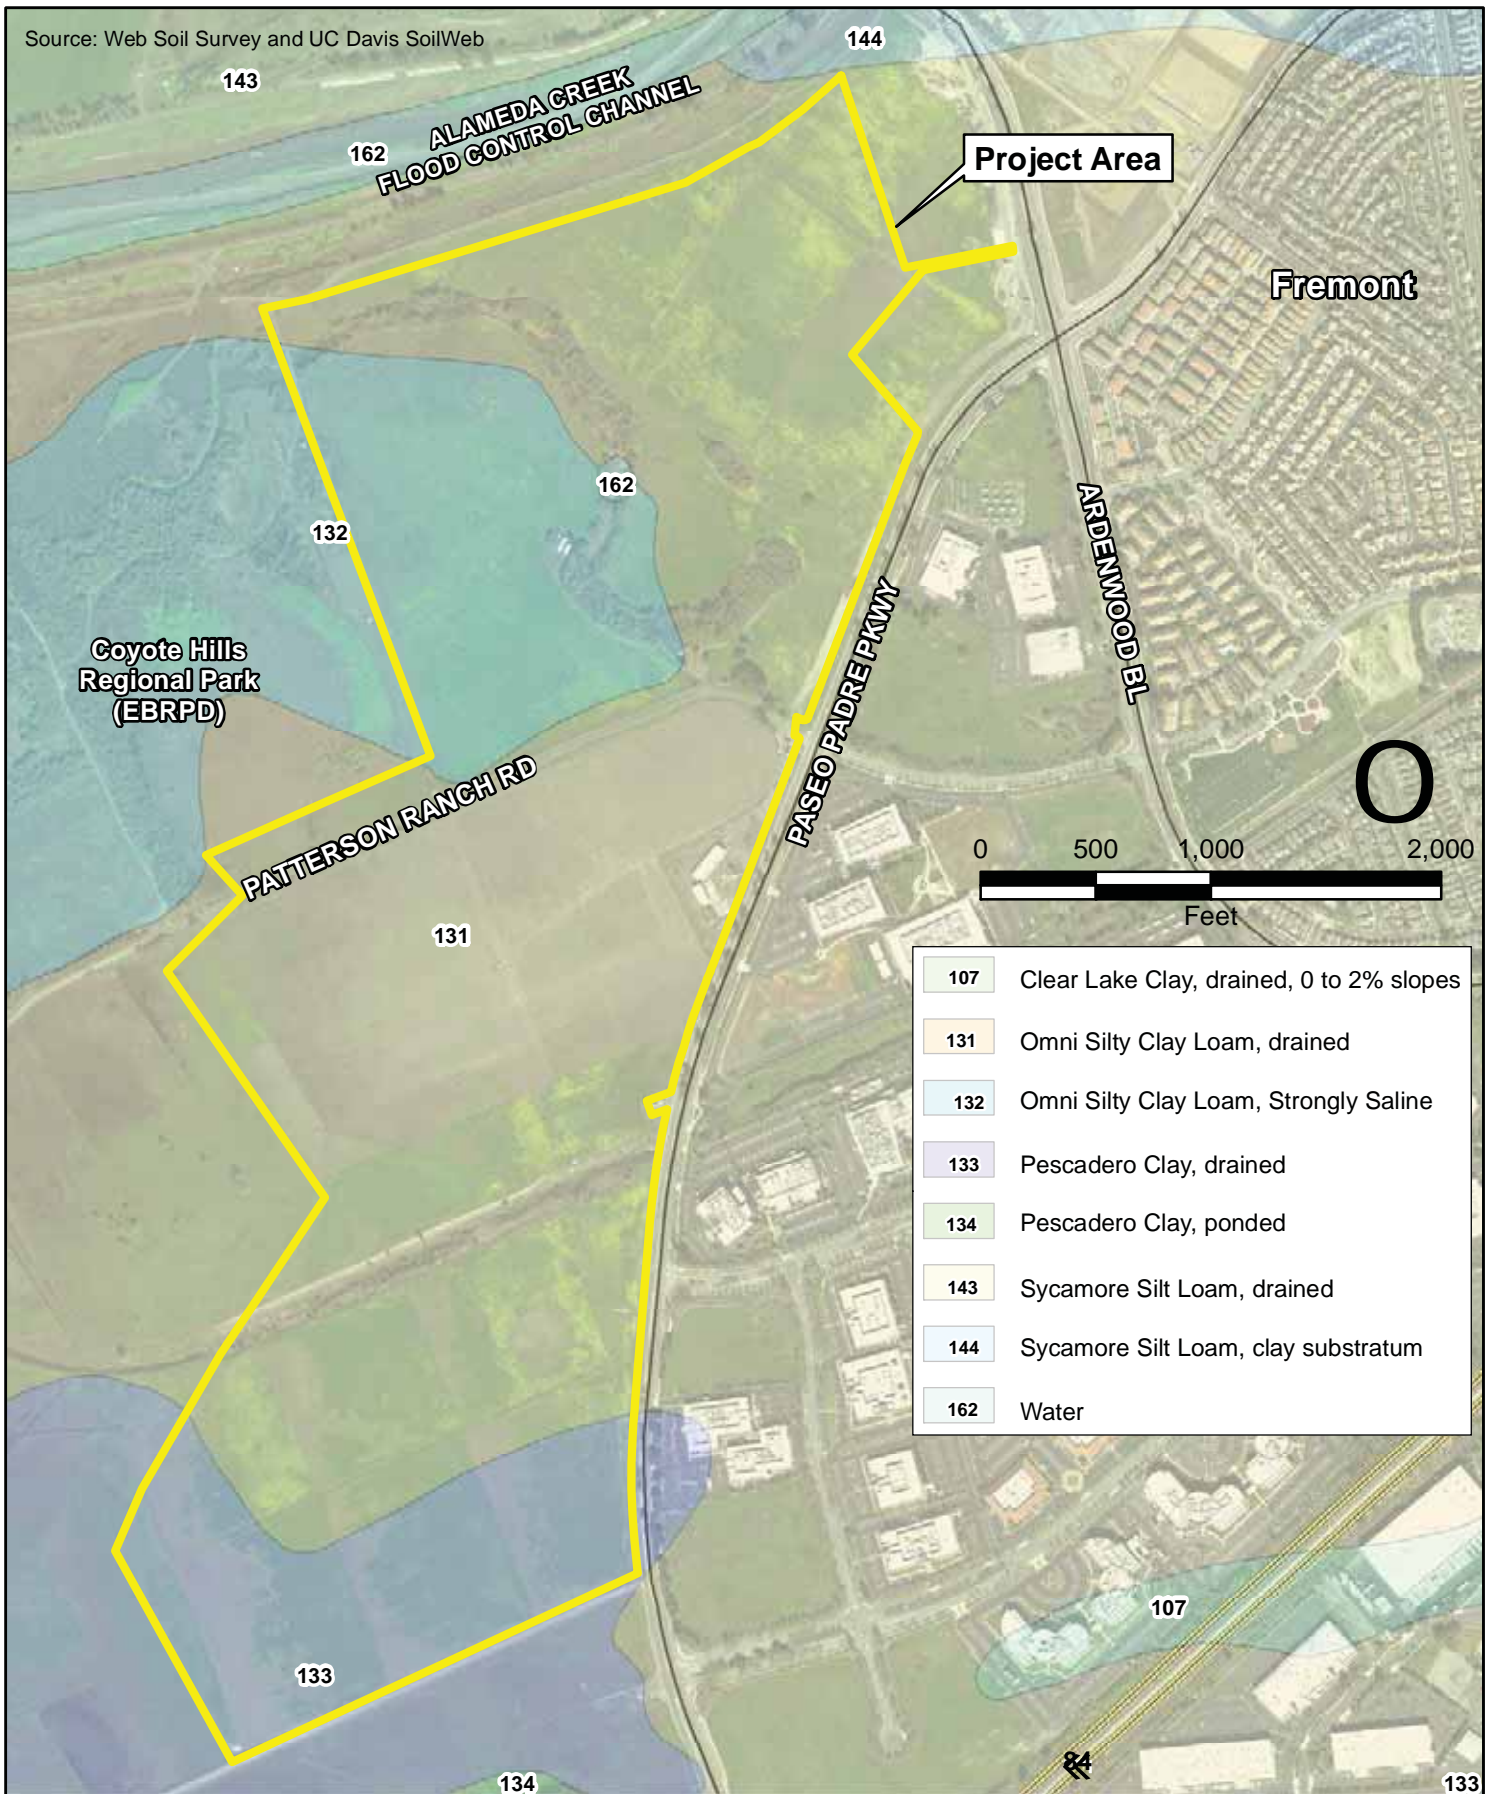 Source: Web Soil Survey and UC Davis SoilWeb
144
143
ALAMEDA CREEK
FLOOD CONTROL CHANNEL
162
Project Area
Fremont
162
132
ARDENWOOD BL
Coyote Hills
Regional Park
(EBRPD)
PASEO PADRE PKWY
PATTERSON RANCH RD
O
0 500 1,000 2,000
Feet
131
107 Clear Lake Clay, drained, 0 to 2% slopes
131 Omni Silty Clay Loam, drained
132 Omni Silty Clay Loam, Strongly Saline
133 Pescadero Clay, drained
134 Pescadero Clay, ponded
143 Sycamore Silt Loam, drained
144 Sycamore Silt Loam, clay substratum
162 Water
107
133
84
134
133